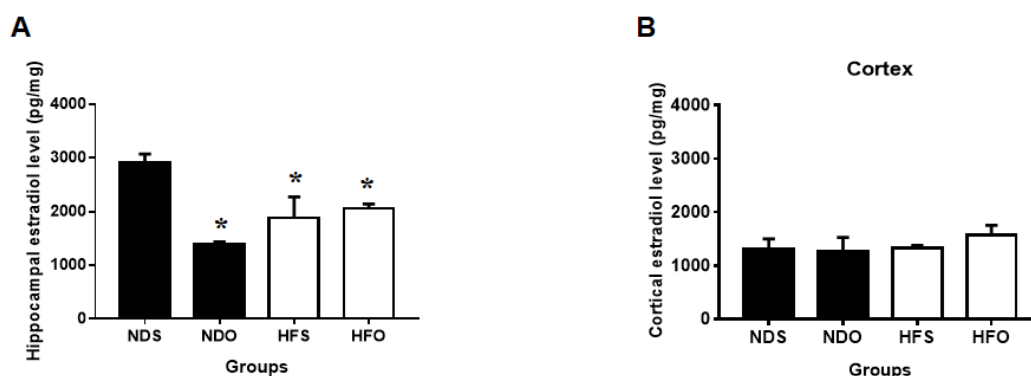 A
Hippocampal estradiol level (pg/mg)
4000
3000
2000
1000
0
*
*
*
NDS NDO HFS HFO
Groups
B
Cortex
Cortical estradiol level (pg/mg)
4000
3000
2000
1000
0
NDS NDO HFS HFO
Groups